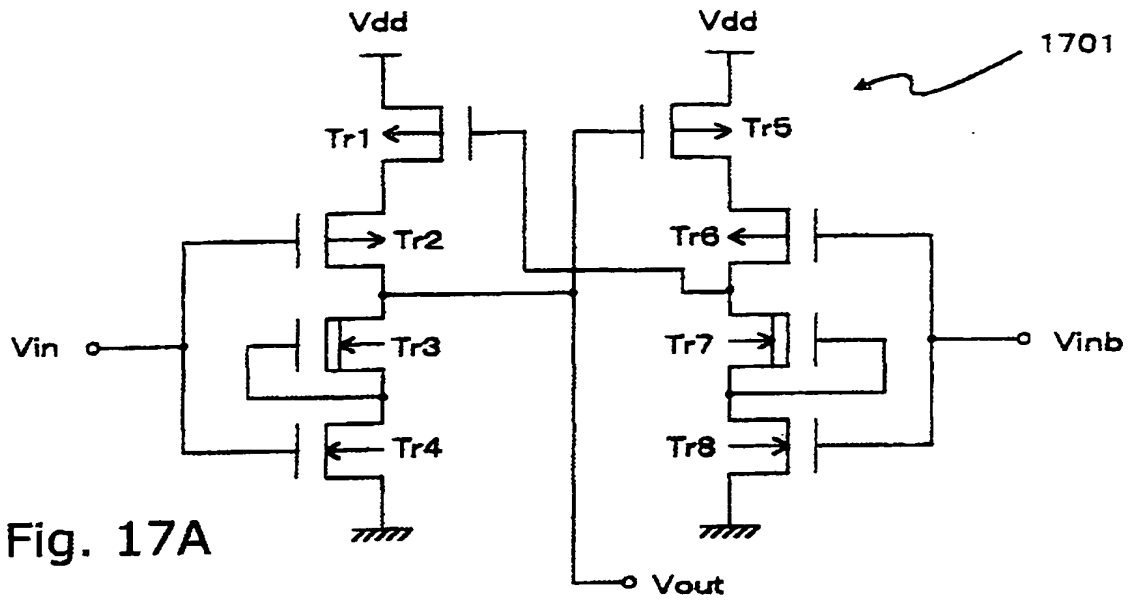 Vdd
Vdd
1701
Tr1
Tr5
Tr2
Tr6
Vin
Tr3
Tr7
Vinb
Tr4
Tr8
Fig. 17A
Vout